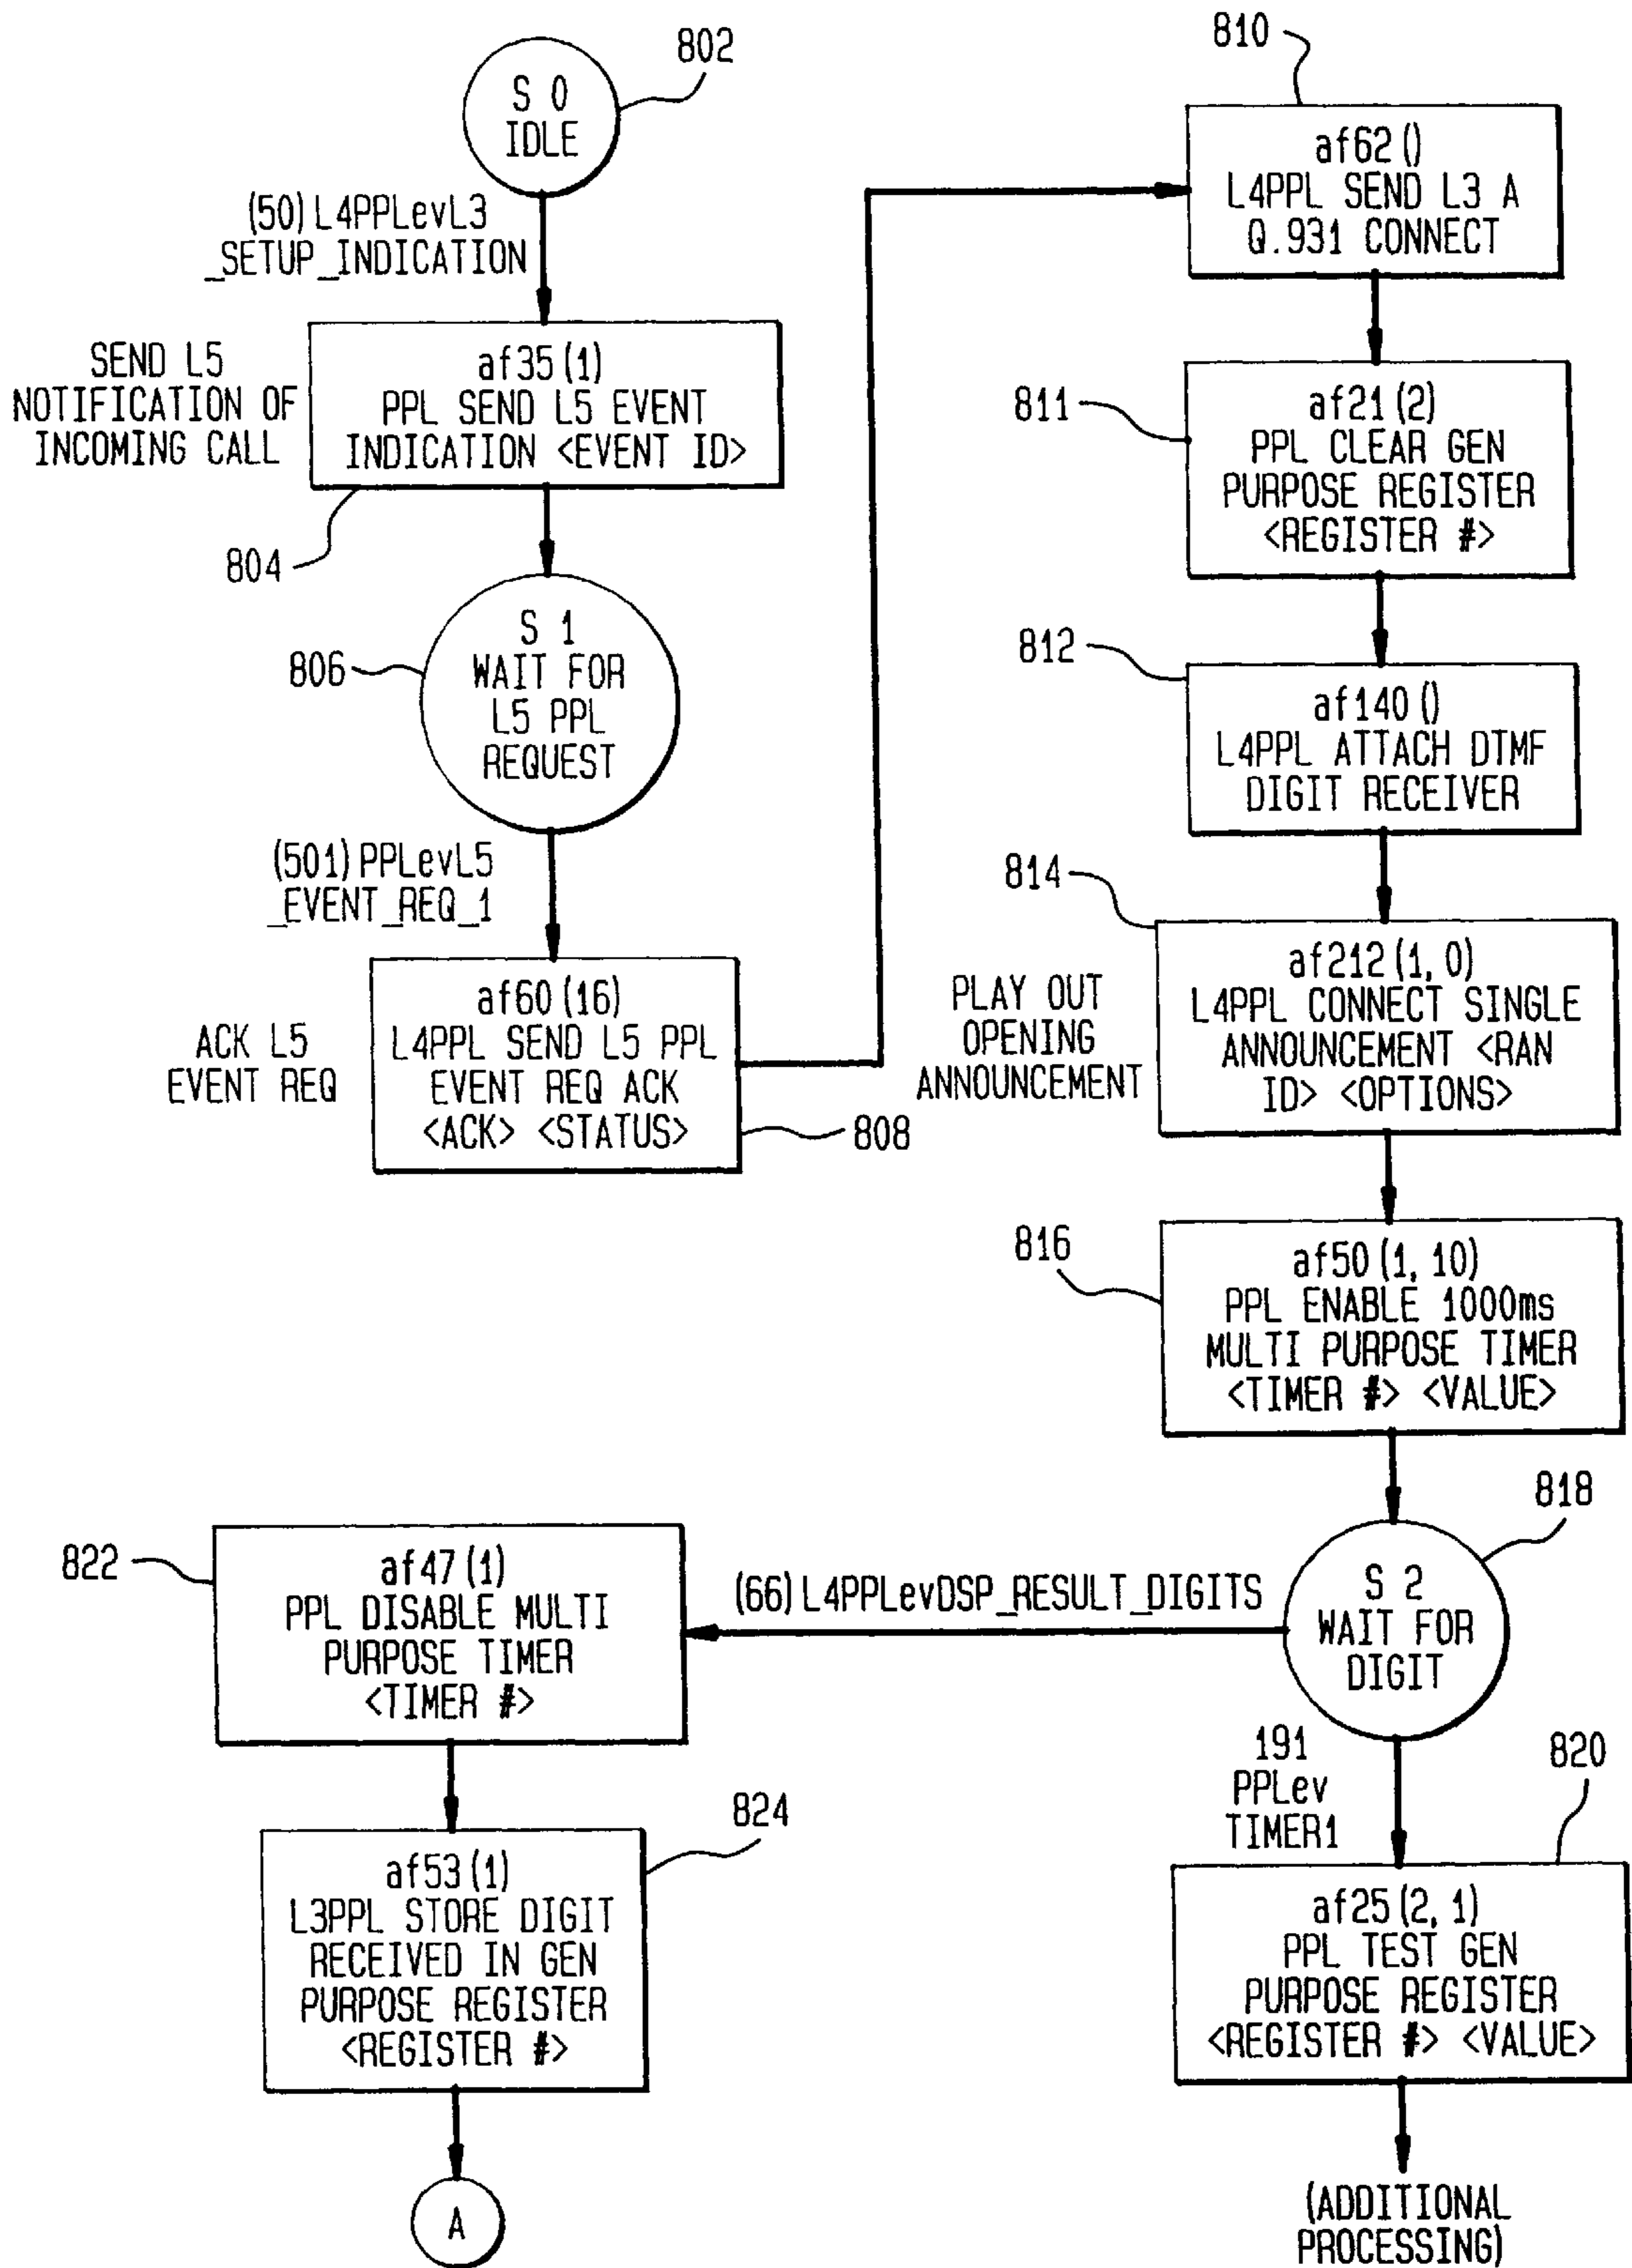 802
S 0
IDLE
(50) L4PPLevL3
_SETUP_INDICATION
SEND L5
NOTIFICATION OF
INCOMING CALL
af35 (1)
PPL SEND L5 EVENT
INDICATION <EVENT ID>
804
S 1
WAIT FOR
L5 PPL
REQUEST
806
(501) PPLevL5
_EVENT_REQ_1
ACK L5
EVENT REQ
af60 (16)
L4PPL SEND L5 PPL
EVENT REQ ACK
<ACK> <STATUS>
808
810
af62 ()
L4PPL SEND L3 A
Q.931 CONNECT
811
af21 (2)
PPL CLEAR GEN
PURPOSE REGISTER
<REGISTER #>
812
af140 ()
L4PPL ATTACH DTMF
DIGIT RECEIVER
814
PLAY OUT
OPENING
ANNOUNCEMENT
af212 (1, 0)
L4PPL CONNECT SINGLE
ANNOUNCEMENT <RAN
ID> <OPTIONS>
816
af50 (1, 10)
PPL ENABLE 1000ms
MULTI PURPOSE TIMER
<TIMER #> <VALUE>
818
S 2
WAIT FOR
DIGIT
(66) L4PPLevDSP_RESULT_DIGITS
822
af47 (1)
PPL DISABLE MULTI
PURPOSE TIMER
<TIMER #>
824
af53 (1)
L3PPL STORE DIGIT
RECEIVED IN GEN
PURPOSE REGISTER
<REGISTER #>
A
191
PPLev
TIMER1
820
af25 (2, 1)
PPL TEST GEN
PURPOSE REGISTER
<REGISTER #> <VALUE>
(ADDITIONAL
PROCESSING)